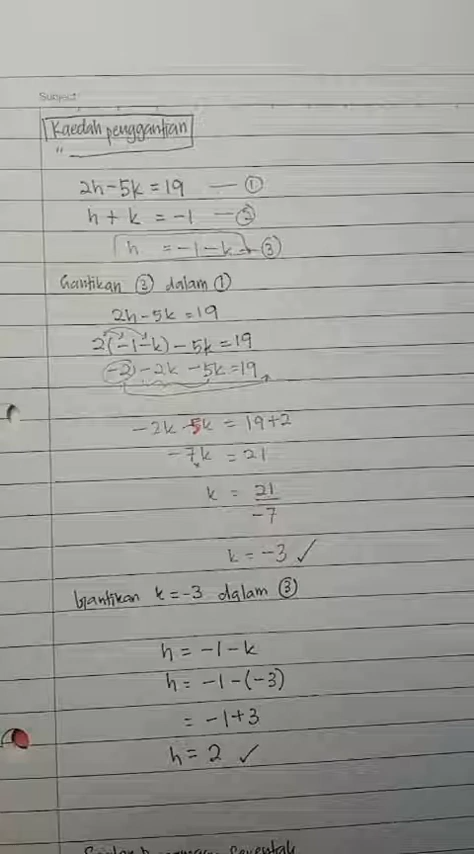 Subject
Kaedah penggantian
2h - 5k = 19 — ①
h + k = -1 — ②
h = -1 - k → ③
Gantikan ③ dalam ①
2h - 5k = 19
2(-1-k) - 5k = 19
-2 - 2k - 5k = 19
-2k - 5k = 19 + 2
-7k = 21
k = 21/-7
k = -3 ✓
Gantikan k = -3 dalam ③
h = -1 - k
h = -1 - (-3)
= -1 + 3
h = 2 ✓